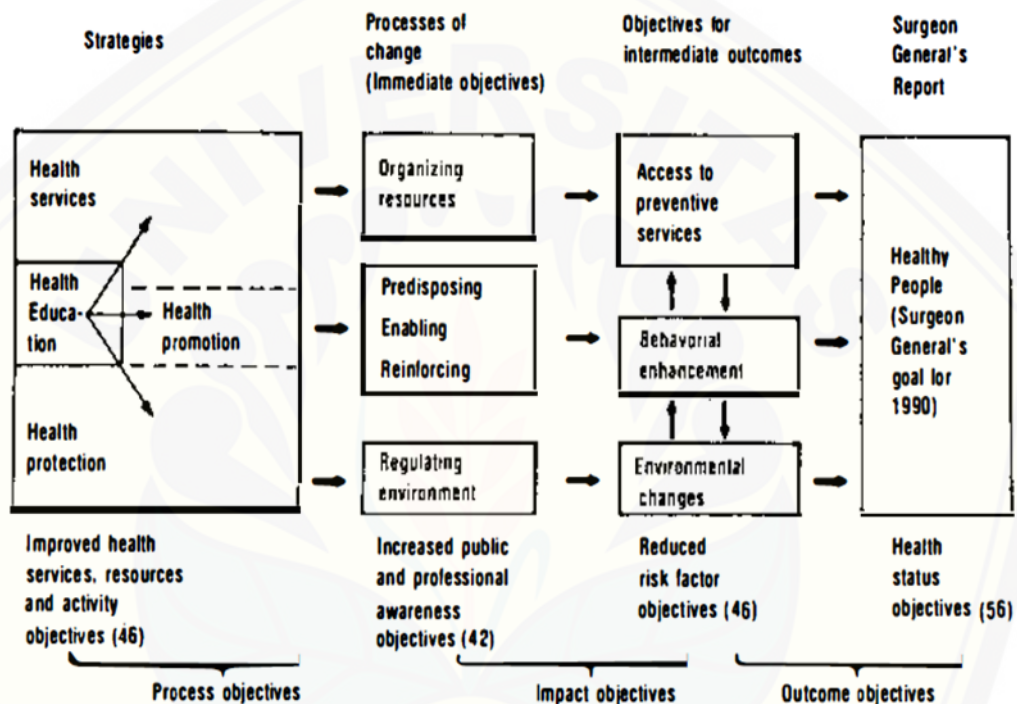 Strategies
Processes of
change
(Immediate objectives)
Objectives for
intermediate outcomes
Surgeon
General's
Report
Health
services
Health
Educa-
tion
Health
promotion
Health
protection
Organizing
resources
Predisposing
Enabling
Reinforcing
Regulating
environment
Access to
preventive
services
Behavorial
enhancement
Environmental
changes
Healthy
People
(Surgeon
General's
goal for
1990)
Improved health
services, resources
and activity
objectives (46)
Increased public
and professional
awareness
objectives (42)
Reduced
risk factor
objectives (46)
Health
status
objectives (56)
Process objectives
Impact objectives
Outcome objectives
UNIVERSITAS